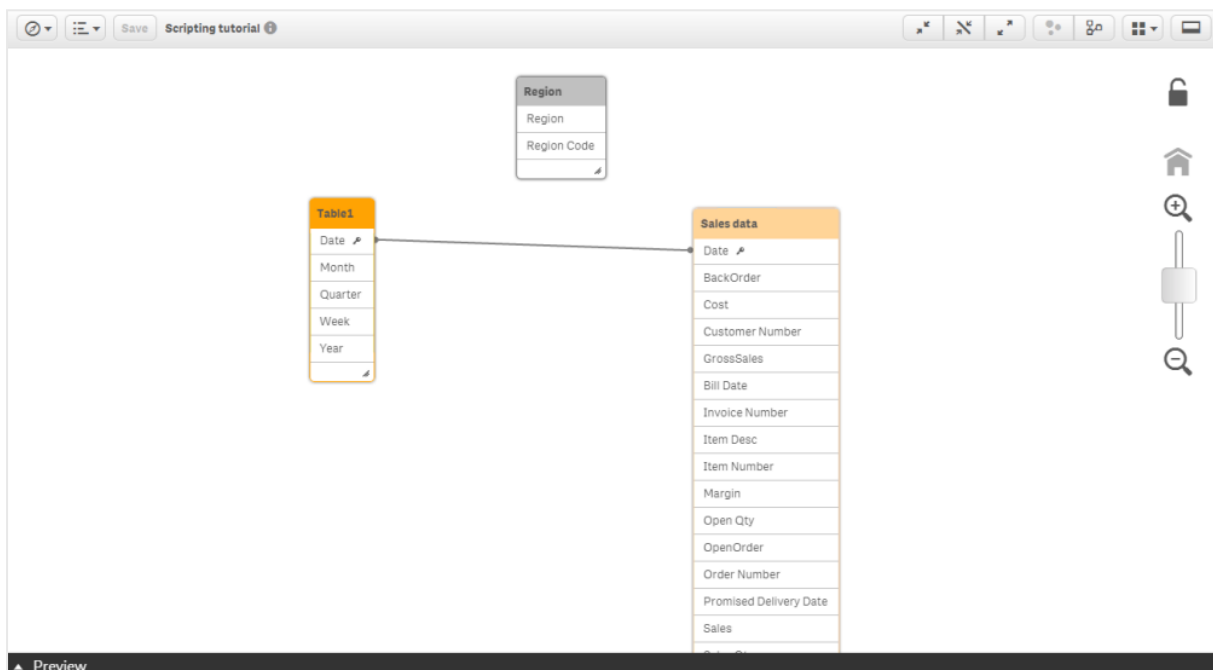 Save Scripting tutorial
Region
Region
Region Code
Table1
Date
Month
Quarter
Week
Year
Sales data
Date
BackOrder
Cost
Customer Number
GrossSales
Bill Date
Invoice Number
Item Desc
Item Number
Margin
Open Qty
OpenOrder
Order Number
Promised Delivery Date
Sales
Preview